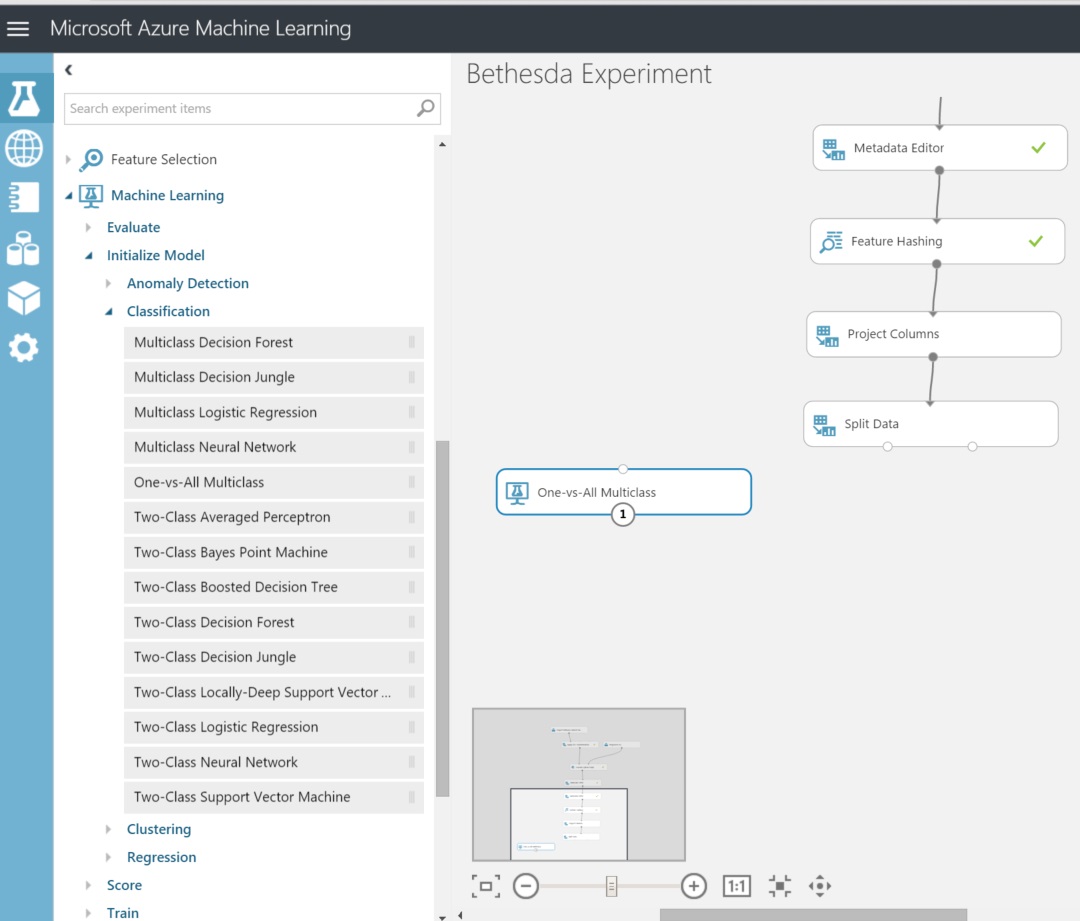 Microsoft Azure Machine Learning
Bethesda Experiment
Search experiment items
Feature Selection
Machine Learning
Evaluate
Initialize Model
Anomaly Detection
Classification
Multiclass Decision Forest
Multiclass Decision Jungle
Multiclass Logistic Regression
Multiclass Neural Network
One-vs-All Multiclass
Two-Class Averaged Perceptron
Two-Class Bayes Point Machine
Two-Class Boosted Decision Tree
Two-Class Decision Forest
Two-Class Decision Jungle
Two-Class Locally-Deep Support Vector ...
Two-Class Logistic Regression
Two-Class Neural Network
Two-Class Support Vector Machine
Clustering
Regression
Score
Train
Metadata Editor
Feature Hashing
Project Columns
Split Data
One-vs-All Multiclass
1
1:1